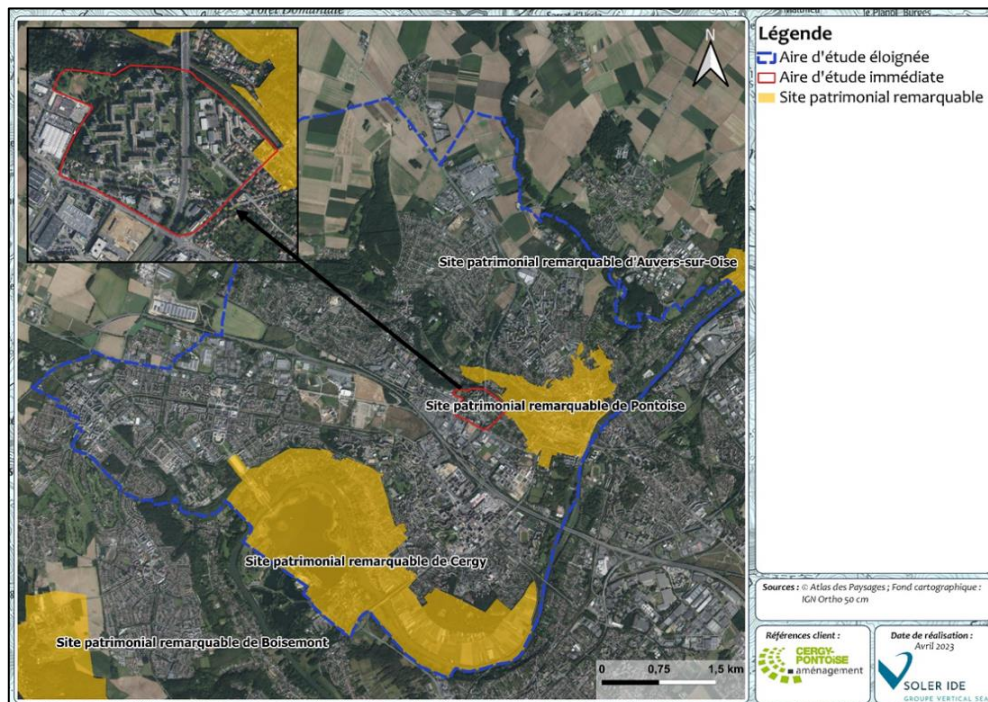 Légende
Aire d'étude éloignée
Aire d'étude immédiate
Site patrimonial remarquable
N
Site patrimonial remarquable d'Auvers-sur-Oise
Site patrimonial remarquable de Pontoise
Site patrimonial remarquable de Cergy
Site patrimonial remarquable de Boisemont
0 0,75 1,5 km
Sources : © Atlas des Paysages ; Fond cartographique :
IGN Ortho 50 cm
Références client :
CERGY-
PONTOISE
aménagement
Date de réalisation :
Avril 2023
SOLER IDE
GROUPE VERTICAL SEA